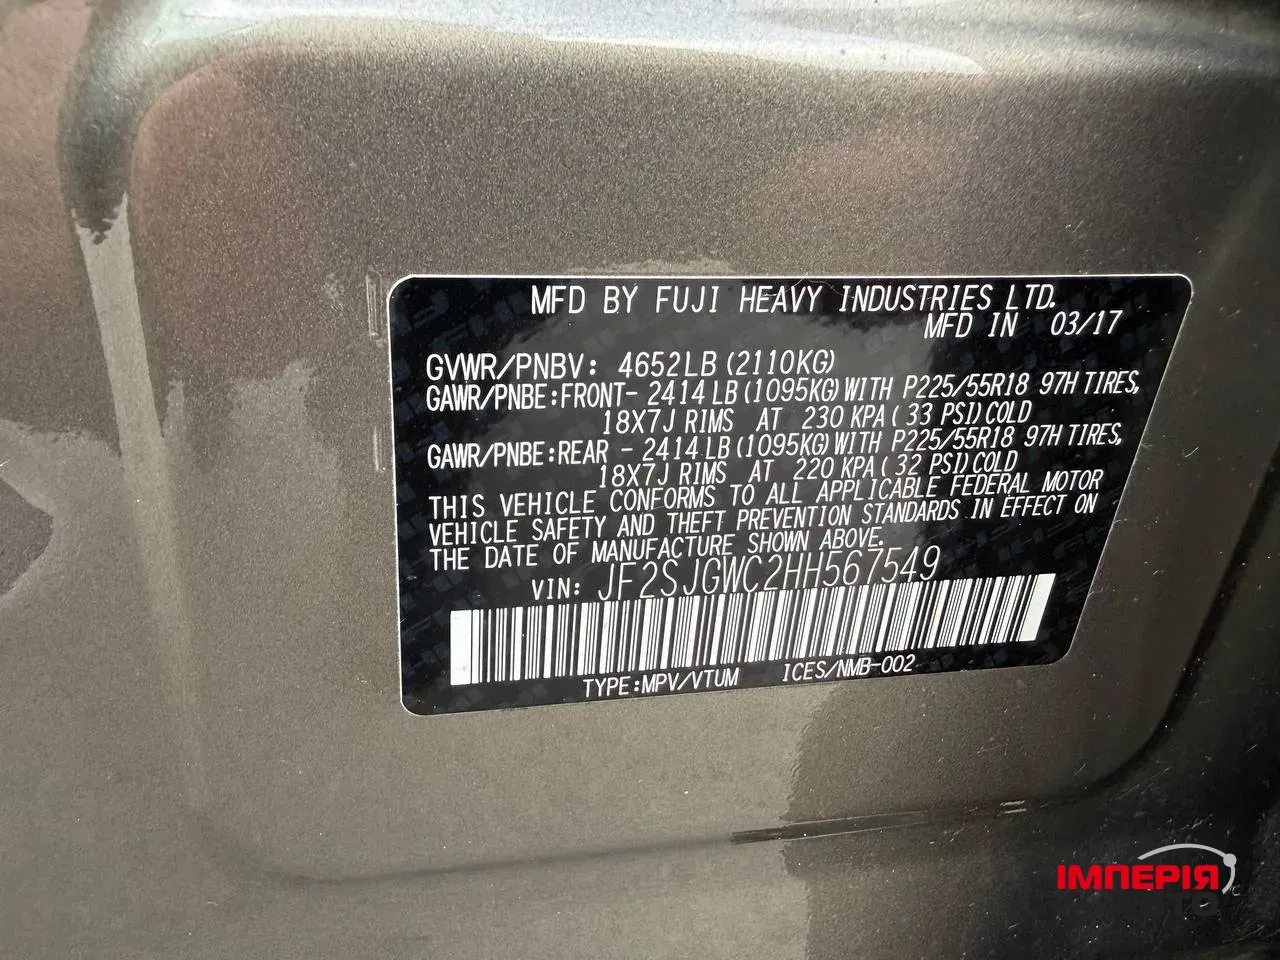 MFD BY FUJI HEAVY INDUSTRIES LTD.
MFD IN 03/17
GVWR/PNBV: 4652LB (2110KG)
GAWR/PNBE:FRONT- 2414 LB (1095KG) WITH P225/55R18 97H TIRES,
18X7J RIMS AT 230 KPA ( 33 PSI) COLD
GAWR/PNBE:REAR - 2414 LB (1095KG) WITH P225/55R18 97H TIRES,
18X7J RIMS AT 220 KPA ( 32 PSI) COLD
THIS VEHICLE CONFORMS TO ALL APPLICABLE FEDERAL MOTOR
VEHICLE SAFETY AND THEFT PREVENTION STANDARDS IN EFFECT ON
THE DATE OF MANUFACTURE SHOWN ABOVE.
VIN: JF2SJGWC2HH567549
TYPE:MPV/VTUM ICES/NMB-002
ІМПЕРІЯ